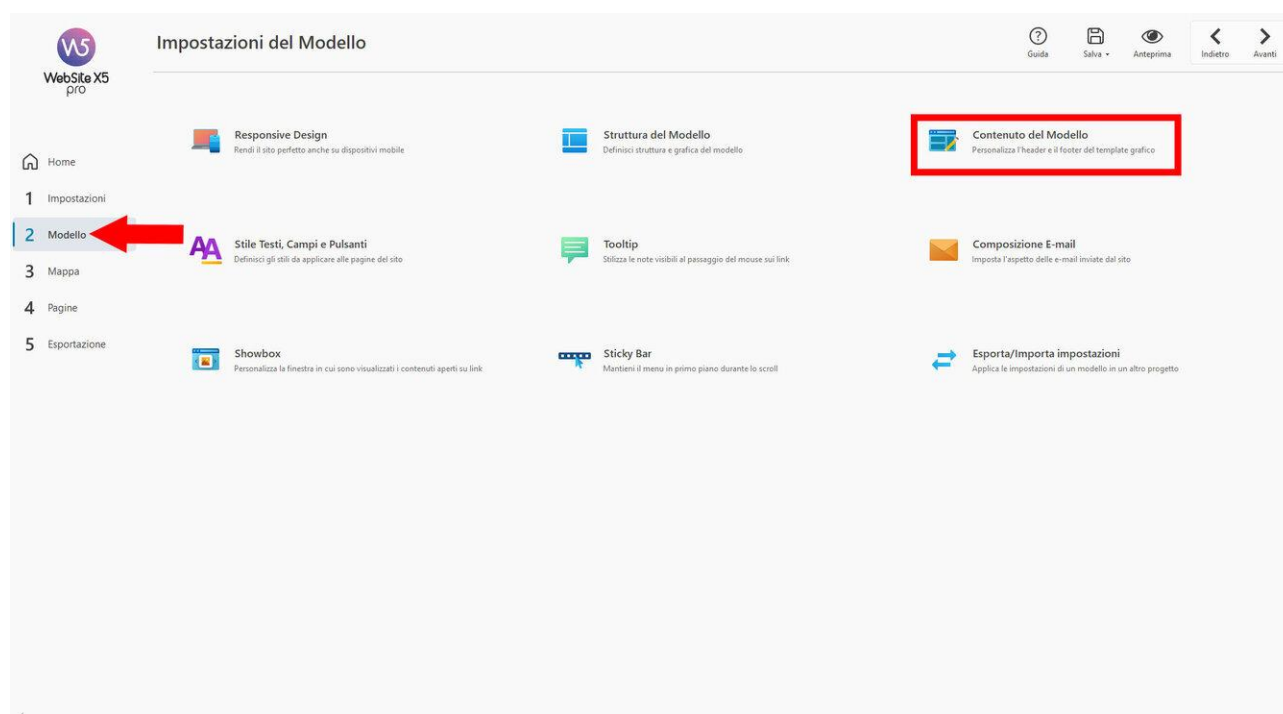 W5
WebSite X5
pro
Impostazioni del Modello
Guida
Salva
Anteprima
Indietro
Avanti
Home
1 Impostazioni
2 Modello
3 Mappa
4 Pagine
5 Esportazione
Responsive Design
Rendi il sito perfetto anche su dispositivi mobile
Struttura del Modello
Definisci struttura e grafica del modello
Contenuto del Modello
Personalizza l'header e il footer del template grafico
AA
Stile Testi, Campi e Pulsanti
Definisci gli stili da applicare alle pagine del sito
Tooltip
Stilizza le note visibili al passaggio del mouse sui link
Composizione E-mail
Imposta l'aspetto delle e-mail inviate dal sito
Showbox
Personalizza la finestra in cui sono visualizzati i contenuti aperti su link
Sticky Bar
Mantieni il menu in primo piano durante lo scroll
Esporta/Importa impostazioni
Applica le impostazioni di un modello in un altro progetto